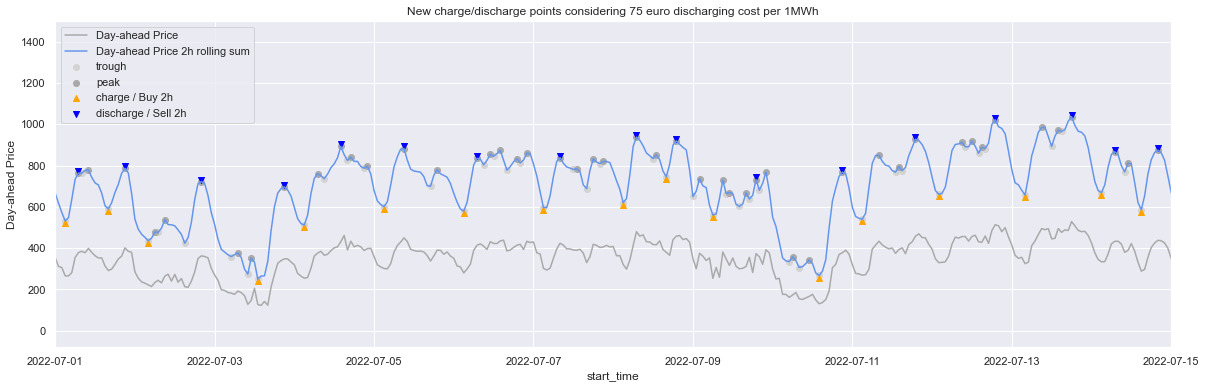 New charge/discharge points considering 75 euro discharging cost per 1MWh
Day-ahead Price
Day-ahead Price 2h rolling sum
trough
peak
charge / Buy 2h
discharge / Sell 2h
Day-ahead Price
1400
1200
1000
800
600
400
200
0
2022-07-01
2022-07-03
2022-07-05
2022-07-07
2022-07-09
2022-07-11
2022-07-13
2022-07-15
start_time